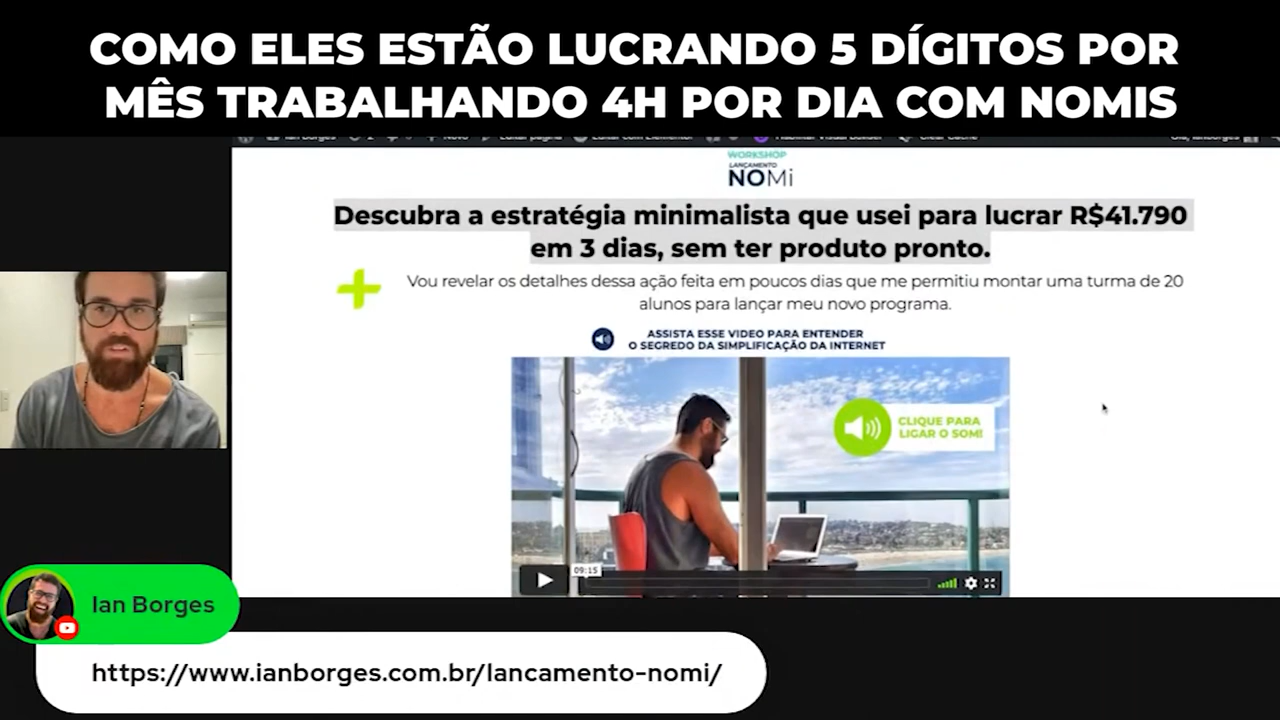 COMO ELES ESTÃO LUCRANDO 5 DÍGITOS POR
MÊS TRABALHANDO 4H POR DIA COM NOMIS
WORKSHOP
LANÇAMENTO
NOMi
Descubra a estratégia minimalista que usei para lucrar R$41.790
em 3 dias, sem ter produto pronto.
Vou revelar os detalhes dessa ação feita em poucos dias que me permitiu montar uma turma de 20
alunos para lançar meu novo programa.
ASSISTA ESSE VIDEO PARA ENTENDER
O SEGREDO DA SIMPLIFICAÇÃO DA INTERNET
CLIQUE PARA
LIGAR O SOM!
09:15
Ian Borges
https://www.ianborges.com.br/lancamento-nomi/